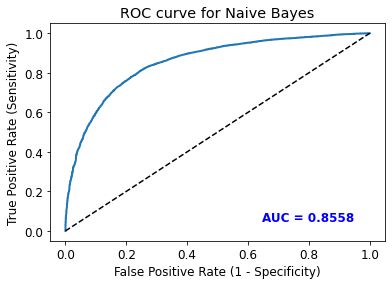 ROC curve for Naive Bayes
True Positive Rate (Sensitivity)
1.0
0.8
0.6
0.4
0.2
0.0
AUC = 0.8558
0.0 0.2 0.4 0.6 0.8 1.0
False Positive Rate (1 - Specificity)